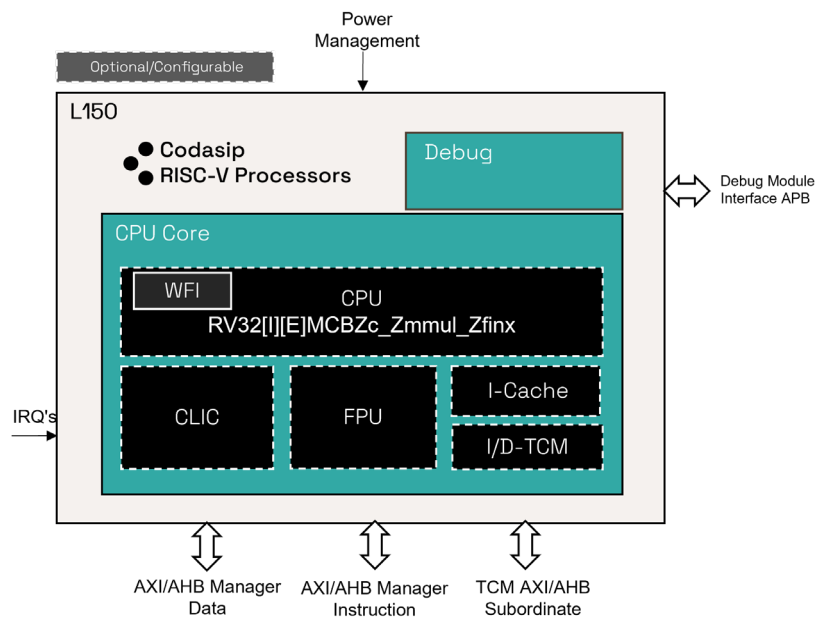 Power
Management
Optional/Configurable
L150
Codasip
RISC-V Processors
Debug
Debug Module
Interface APB
CPU Core
WFI
CPU
RV32[I][E]MCBZc_Zmmul_Zfinx
CLIC
FPU
I-Cache
I/D-TCM
IRQ's
AXI/AHB Manager
Data
AXI/AHB Manager
Instruction
TCM AXI/AHB
Subordinate